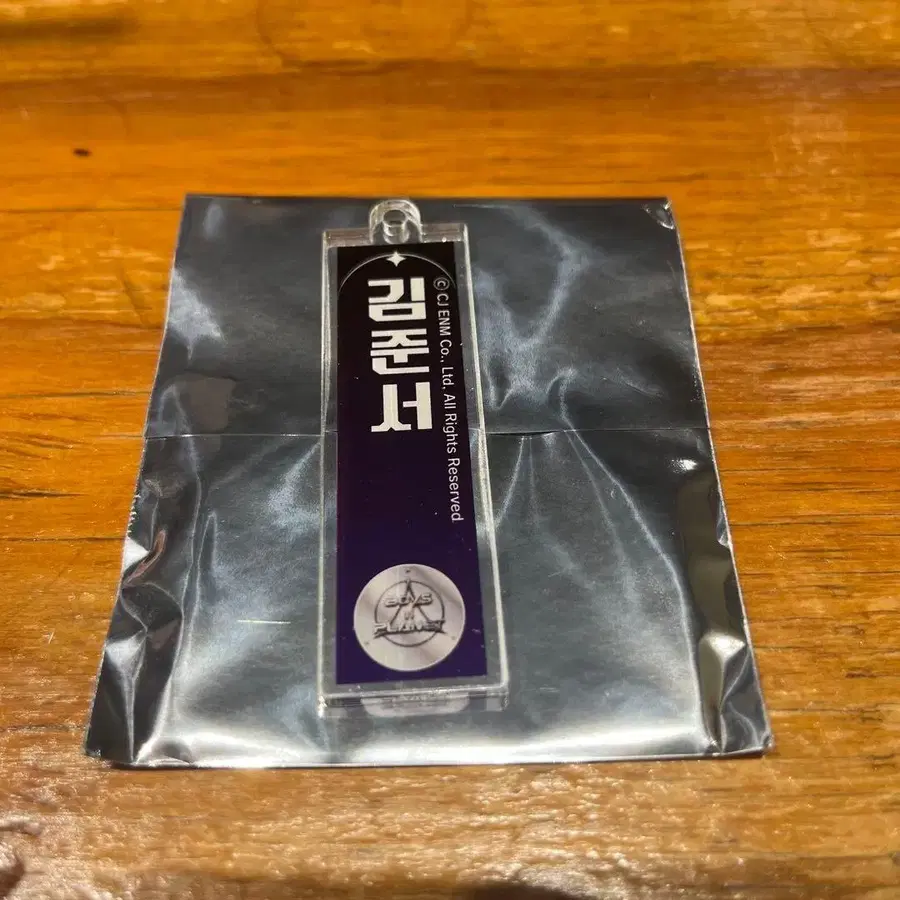 김준서
© CJ ENM Co., Ltd, All Rights Reserved
BOYS
PLANET